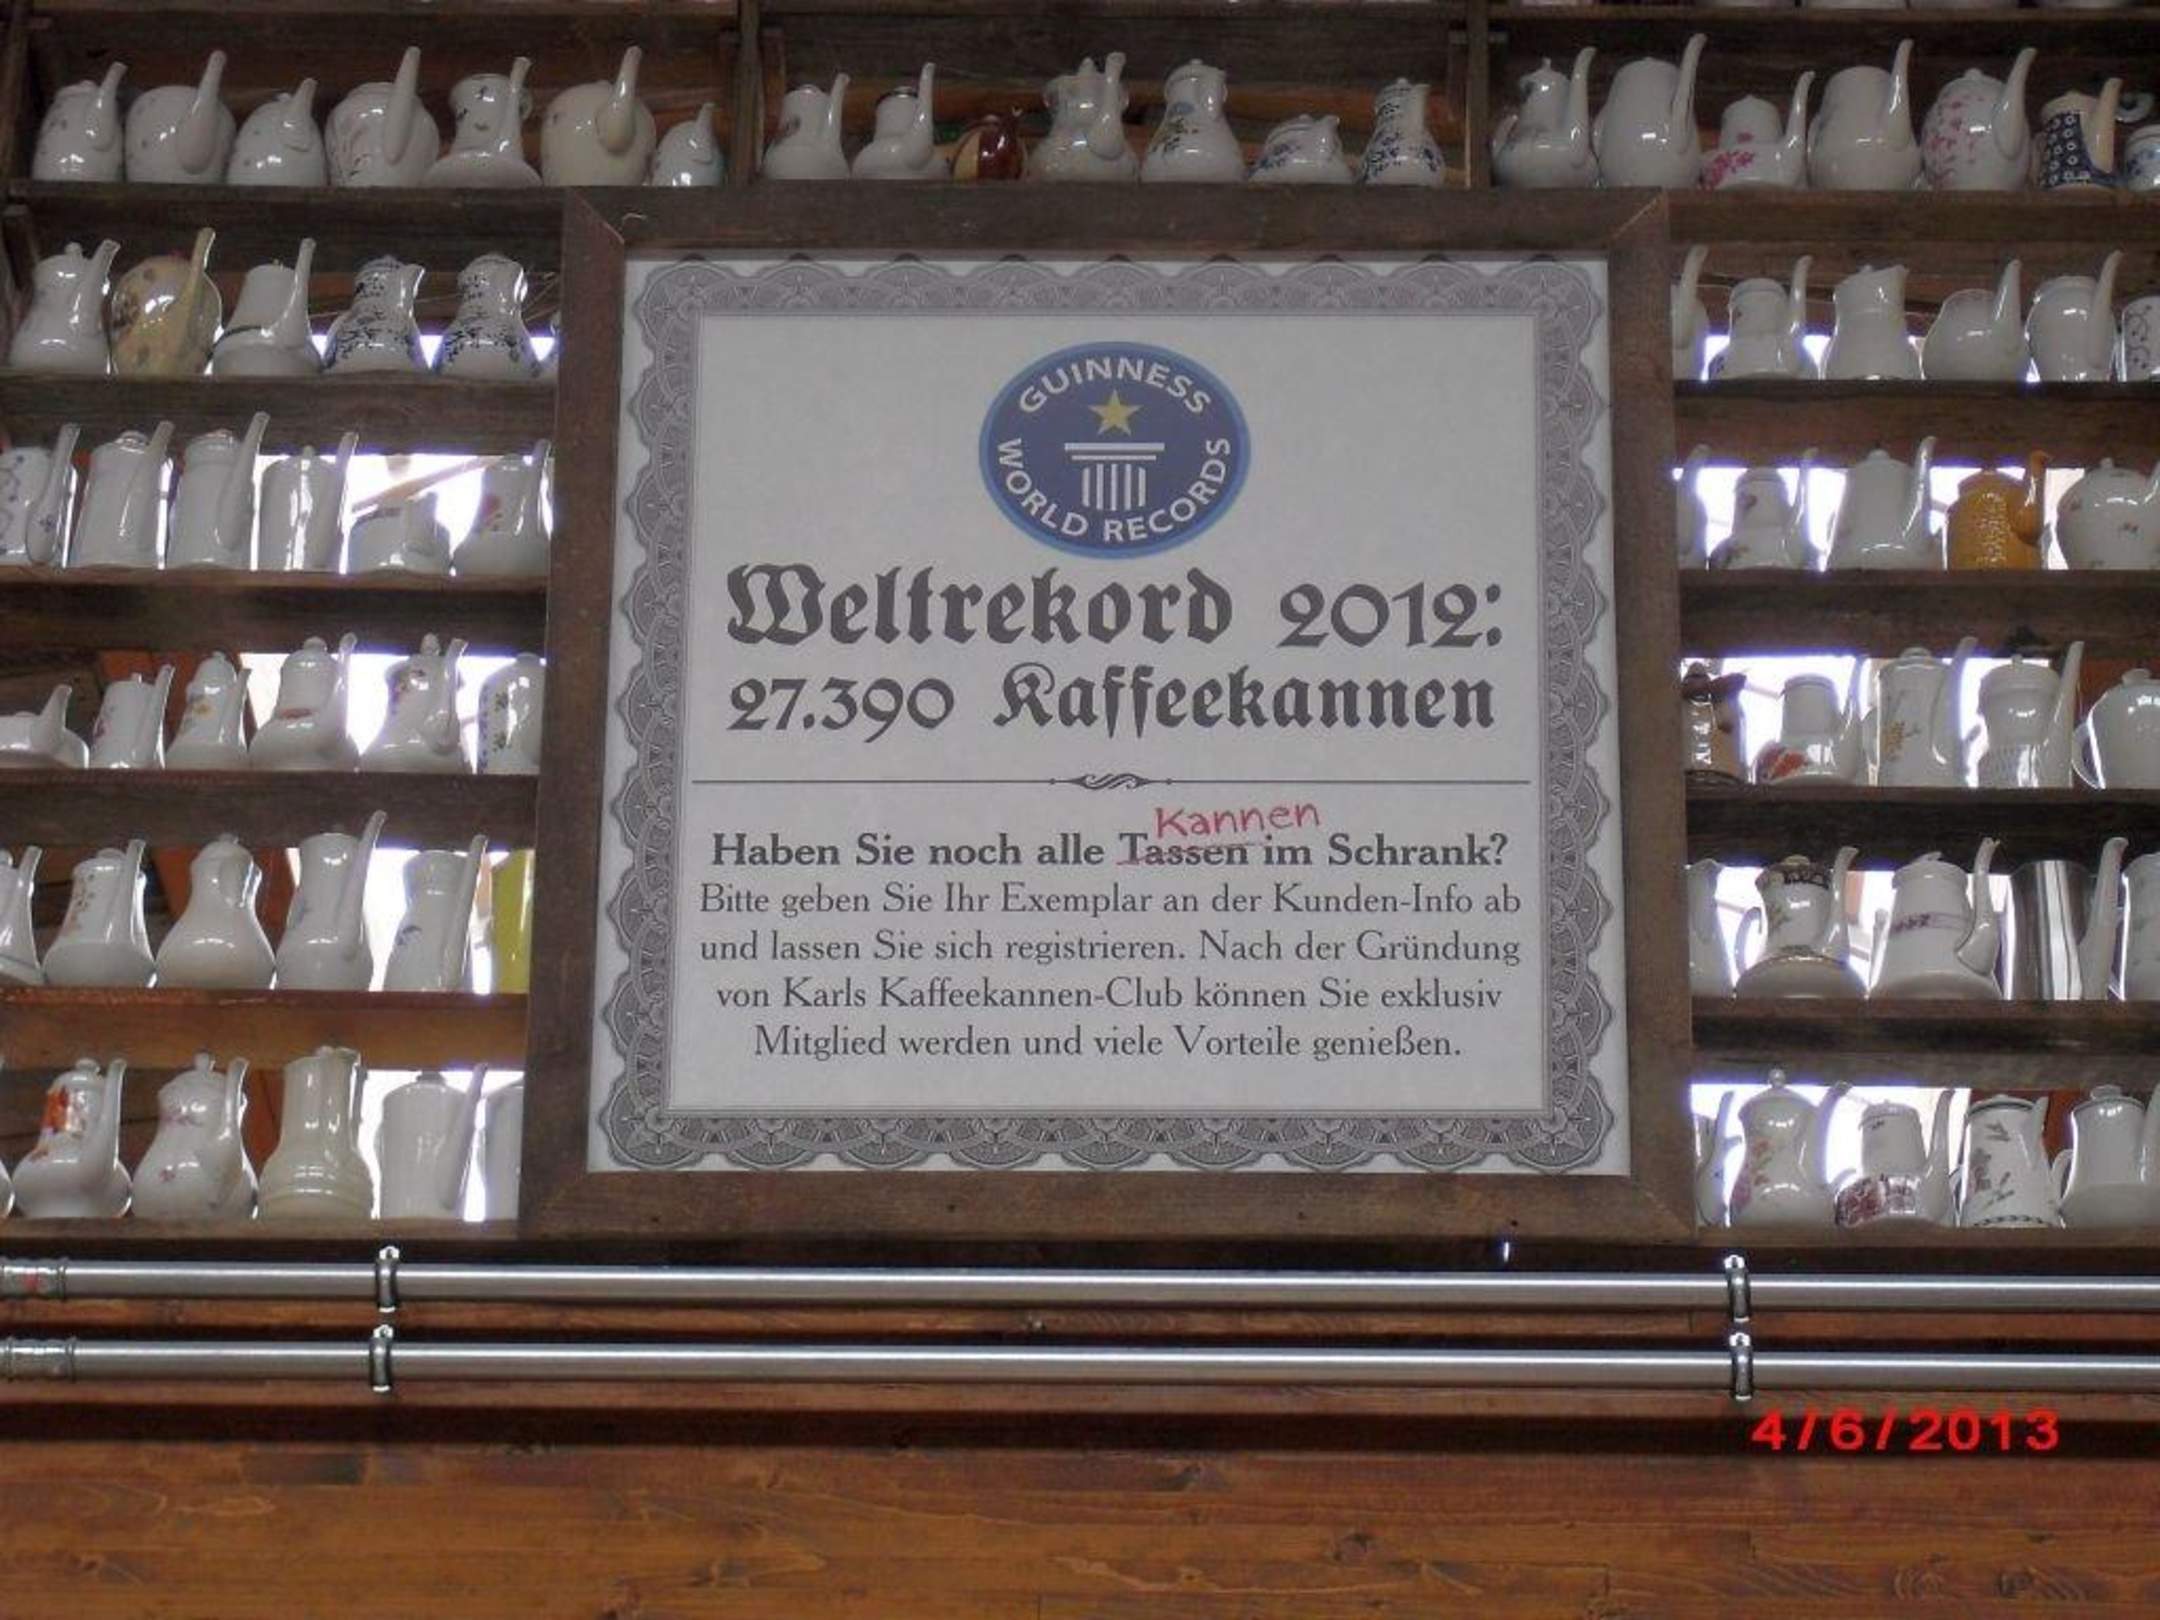 GUINNESS
WORLD RECORDS
Weltrekord 2012:
27.390 Kaffeekannen
Kannen
Haben Sie noch alle Tassen im Schrank?
Bitte geben Sie Ihr Exemplar an der Kunden-Info ab
und lassen Sie sich registrieren. Nach der Gründung
von Karls Kaffeekannen-Club können Sie exklusiv
Mitglied werden und viele Vorteile genießen.
4/6/2013